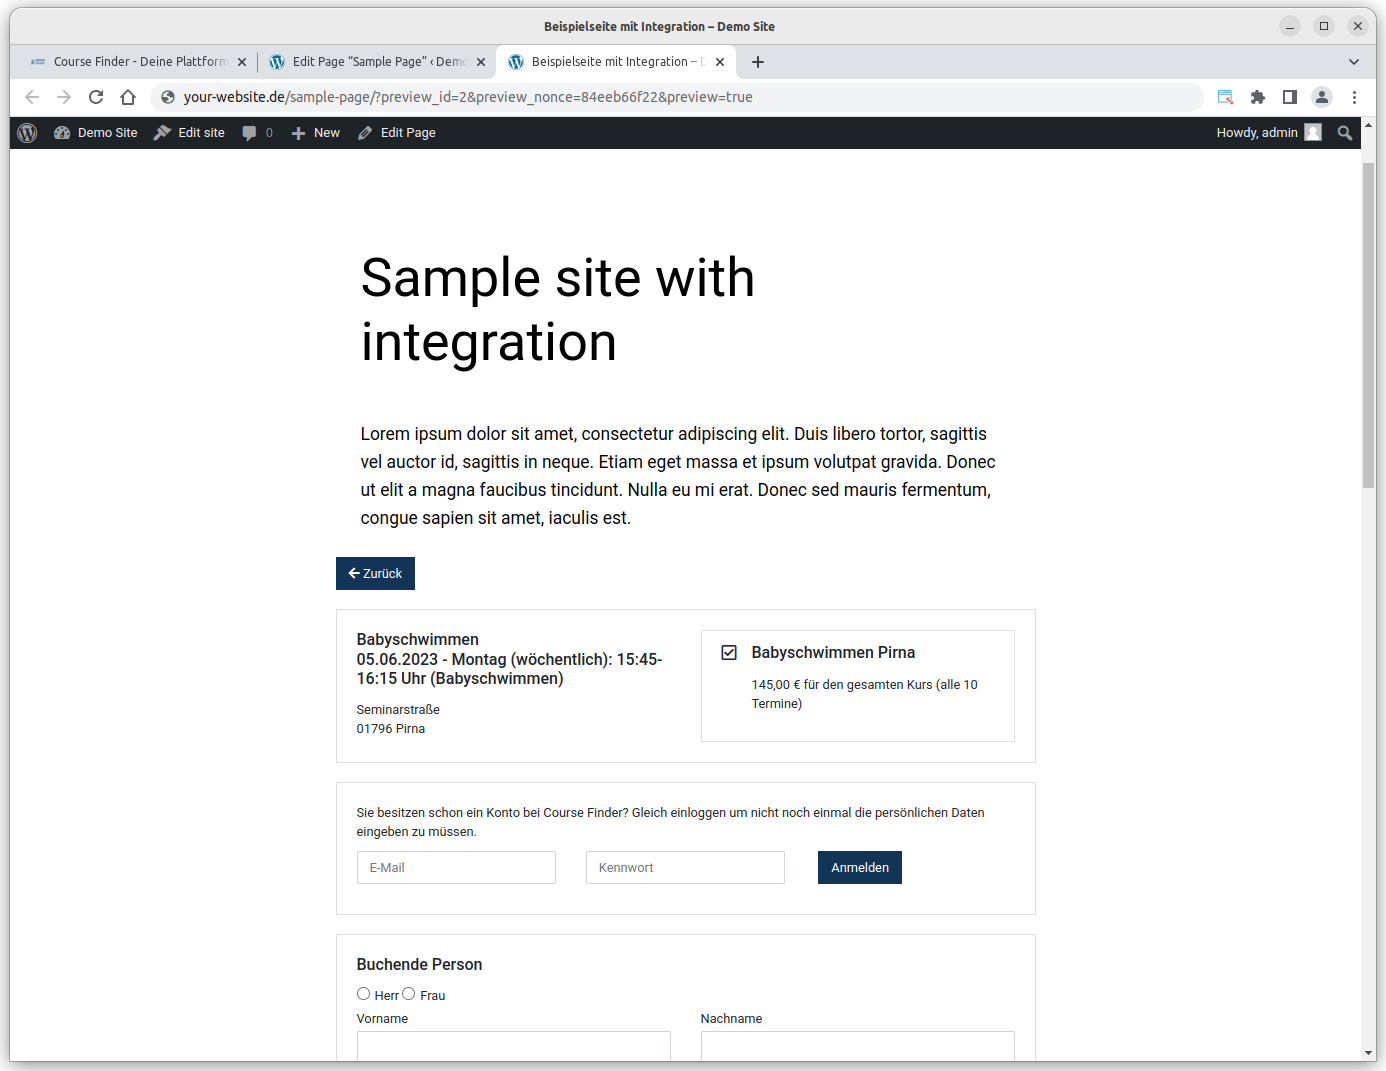 Beispielseite mit Integration – Demo Site
Course Finder - Deine Plattform
Edit Page “Sample Page” ‹ Demo
Beispielseite mit Integration – D
your-website.de/sample-page/?preview_id=2&preview_nonce=84eeb66f22&preview=true
Demo Site Edit site 0 New Edit Page Howdy, admin
Sample site with
integration
Lorem ipsum dolor sit amet, consectetur adipiscing elit. Duis libero tortor, sagittis
vel auctor id, sagittis in neque. Etiam eget massa et ipsum volutpat gravida. Donec
ut elit a magna faucibus tincidunt. Nulla eu mi erat. Donec sed mauris fermentum,
congue sapien sit amet, iaculis est.
Zurück
Babyschwimmen
05.06.2023 - Montag (wöchentlich): 15:45-
16:15 Uhr (Babyschwimmen)
Seminarstraße
01796 Pirna
Babyschwimmen Pirna
145,00 € für den gesamten Kurs (alle 10
Termine)
Sie besitzen schon ein Konto bei Course Finder? Gleich einloggen um nicht noch einmal die persönlichen Daten
eingeben zu müssen.
E-Mail
Kennwort
Anmelden
Buchende Person
Herr Frau
Vorname
Nachname